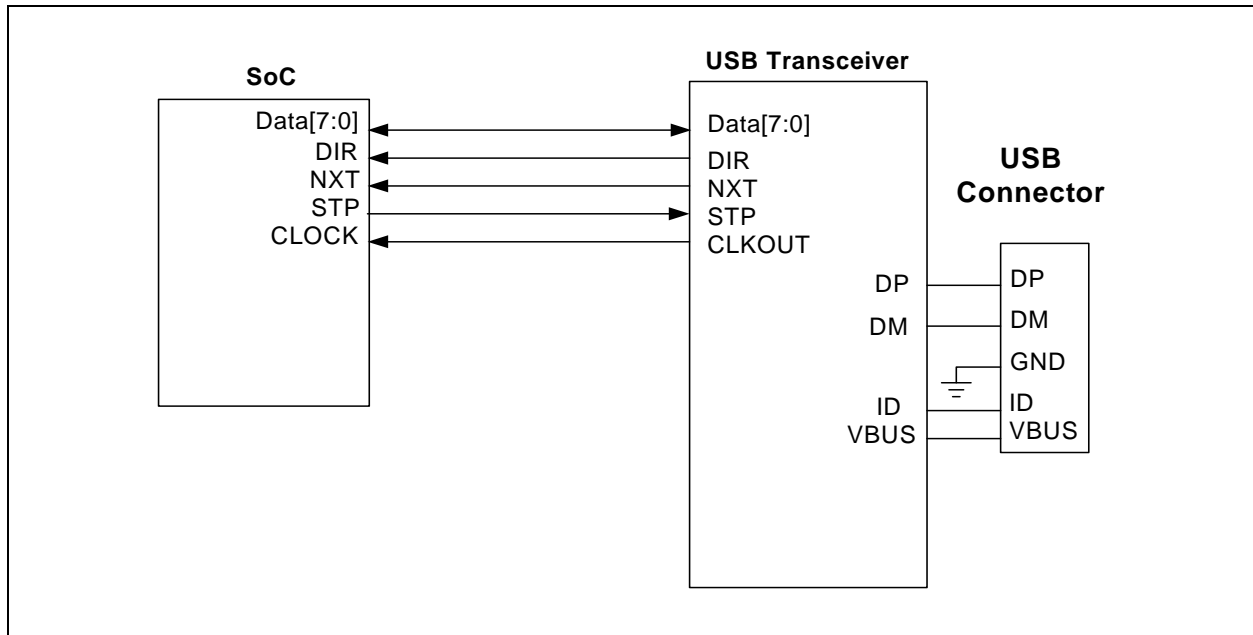 SoC
Data[7:0]
DIR
NXT
STP
CLOCK
USB Transceiver
Data[7:0]
DIR
NXT
STP
CLKOUT
DP
DM
ID
VBUS
USB
Connector
DP
DM
GND
ID
VBUS